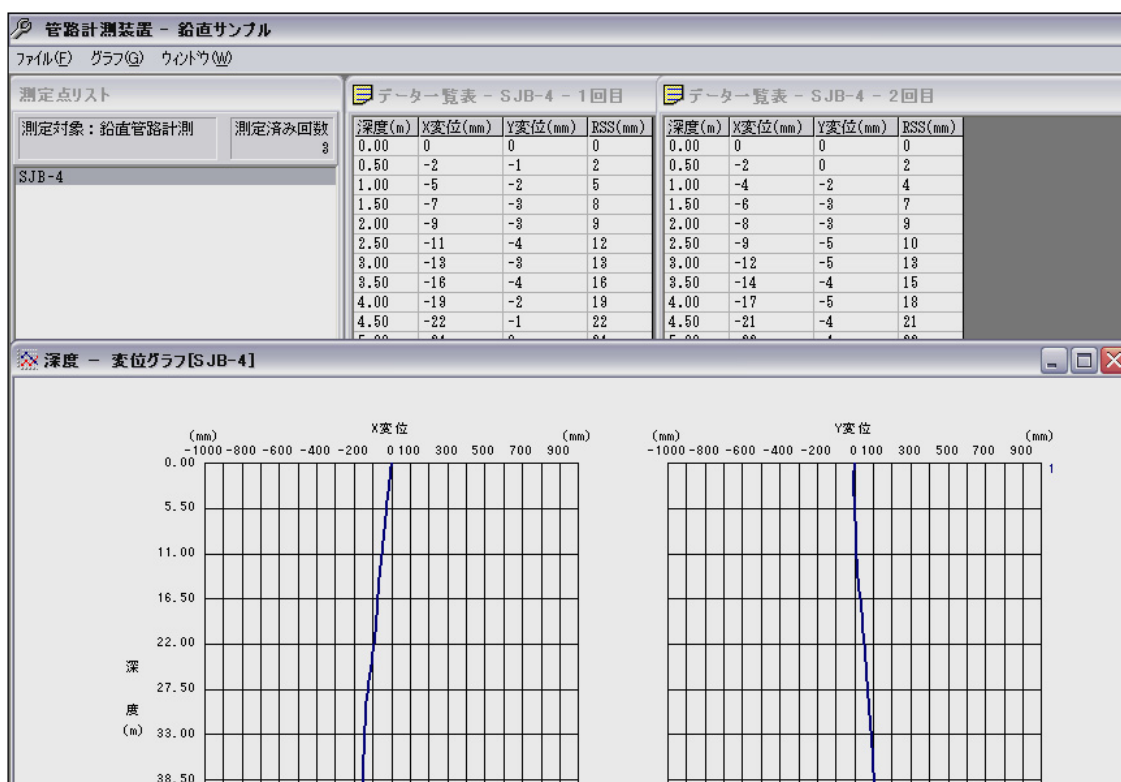 管路計測装置 - 鉛直サンプル
ファイル(F) グラフ(G) ウィンドウ(W)
測定点リスト
測定対象：鉛直管路計測
測定済み回数
3
SJB-4
データ一覧表 - SJB-4 - 1回目
深度(m) X変位(mm) Y変位(mm) RSS(mm)
0.00 0 0 0
0.50 -2 -1 2
1.00 -5 -2 5
1.50 -7 -3 8
2.00 -9 -3 9
2.50 -11 -4 12
3.00 -13 -3 13
3.50 -16 -4 16
4.00 -19 -2 19
4.50 -22 -1 22
データ一覧表 - SJB-4 - 2回目
深度(m) X変位(mm) Y変位(mm) RSS(mm)
0.00 0 0 0
0.50 -2 0 2
1.00 -4 -2 4
1.50 -6 -3 7
2.00 -8 -3 9
2.50 -9 -5 10
3.00 -12 -5 13
3.50 -14 -4 15
4.00 -17 -5 18
4.50 -21 -4 21
深度 － 変位グラフ[SJB-4]
X変位
(mm) (mm)
-1000 -800 -600 -400 -200 0 100 300 500 700 900
0.00
5.50
11.00
16.50
22.00
27.50
33.00
38.50
深
度
(m)
Y変位
(mm) (mm)
-1000 -800 -600 -400 -200 0 100 300 500 700 900
1